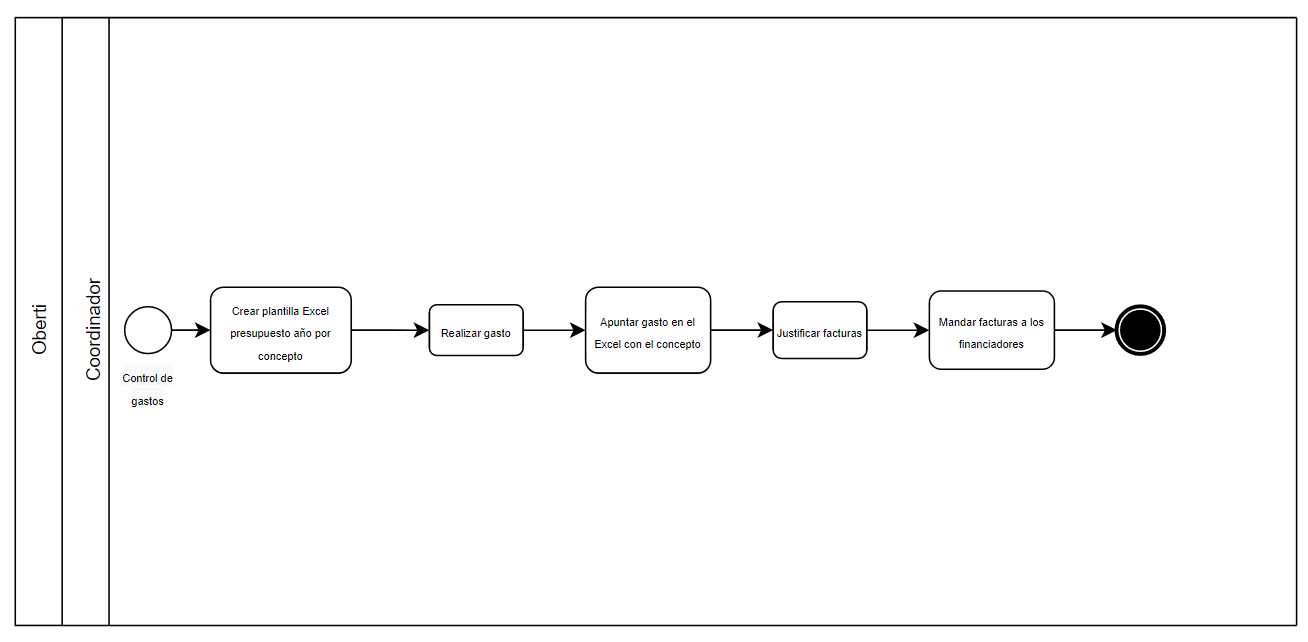 Oberti
Coordinador
Control de
gastos
Crear plantilla Excel
presupuesto año por
concepto
Realizar gasto
Apuntar gasto en el
Excel con el concepto
Justificar facturas
Mandar facturas a los
financiadores